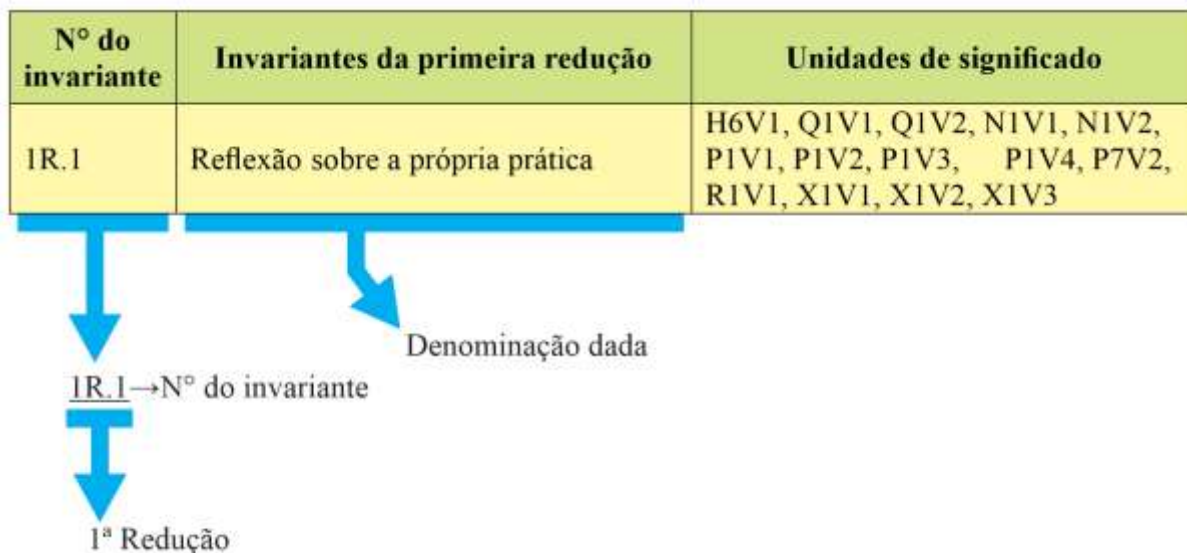 N° do
invariante
Invariantes da primeira redução
Unidades de significado
1R.1
Reflexão sobre a própria prática
H6V1, Q1V1, Q1V2, N1V1, N1V2,
P1V1, P1V2, P1V3, P1V4, P7V2,
R1V1, X1V1, X1V2, X1V3
Denominação dada
1R.1→N° do invariante
1ª Redução